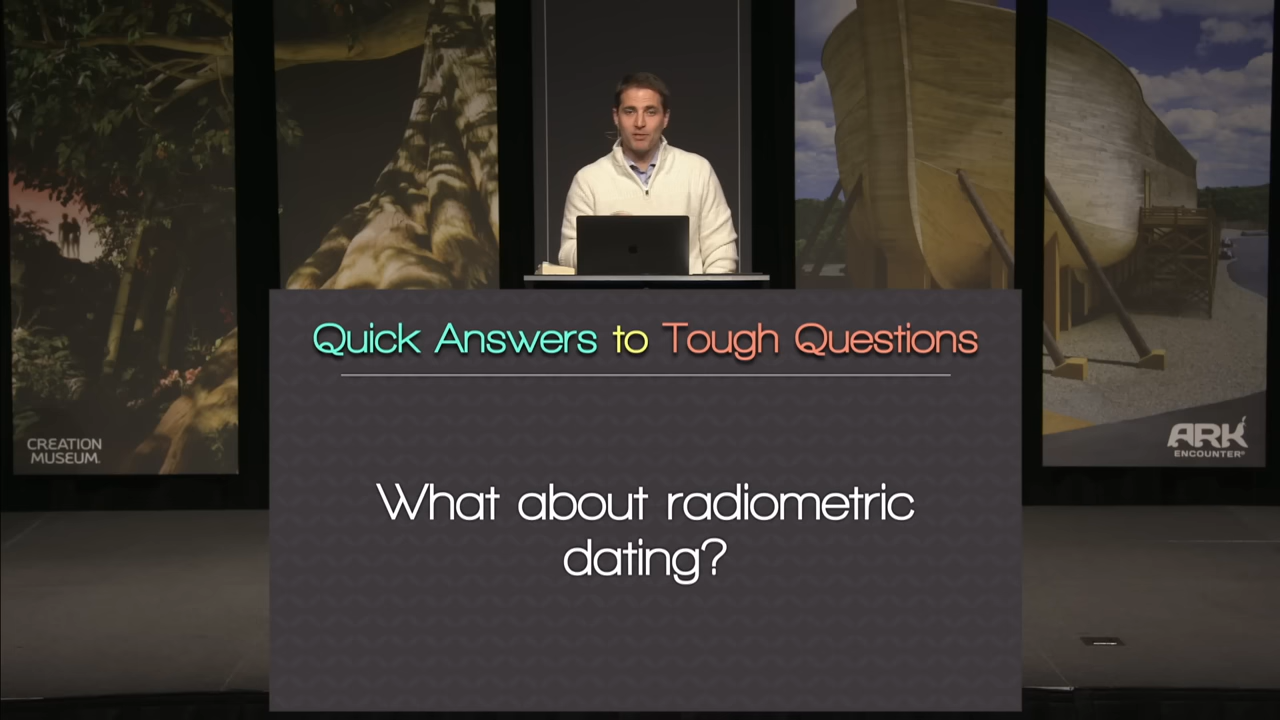 Quick Answers to Tough Questions
What about radiometric
dating?
CREATION
MUSEUM.
ARK
ENCOUNTER®